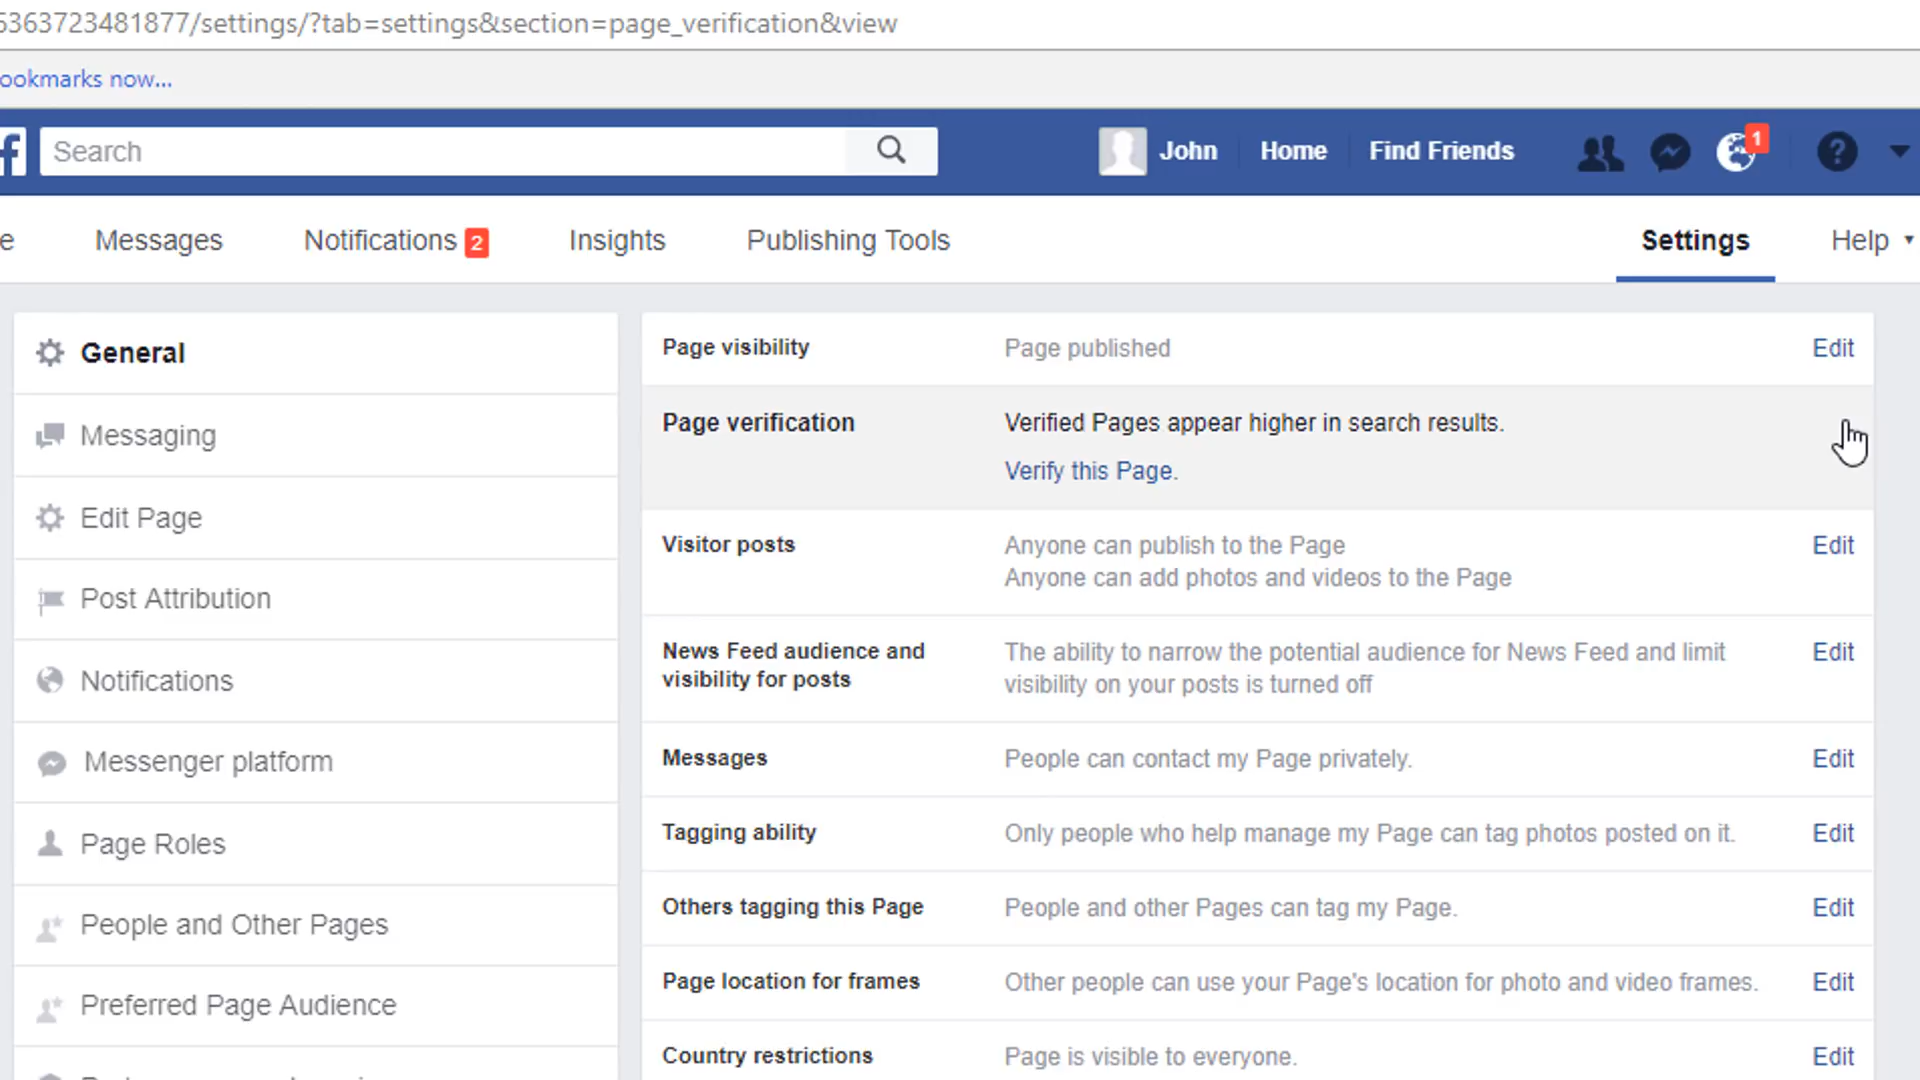 5363723481877/settings/?tab=settings&section=page_verification&view
ookmarks now...
f
Search
John
Home
Find Friends
1
?
e
Messages
Notifications 2
Insights
Publishing Tools
Settings
Help
General
Messaging
Edit Page
Post Attribution
Notifications
Messenger platform
Page Roles
People and Other Pages
Preferred Page Audience
Page visibility
Page published
Edit
Page verification
Verified Pages appear higher in search results.
Verify this Page.
Visitor posts
Anyone can publish to the Page
Anyone can add photos and videos to the Page
Edit
News Feed audience and
visibility for posts
The ability to narrow the potential audience for News Feed and limit
visibility on your posts is turned off
Edit
Messages
People can contact my Page privately.
Edit
Tagging ability
Only people who help manage my Page can tag photos posted on it.
Edit
Others tagging this Page
People and other Pages can tag my Page.
Edit
Page location for frames
Other people can use your Page's location for photo and video frames.
Edit
Country restrictions
Page is visible to everyone.
Edit